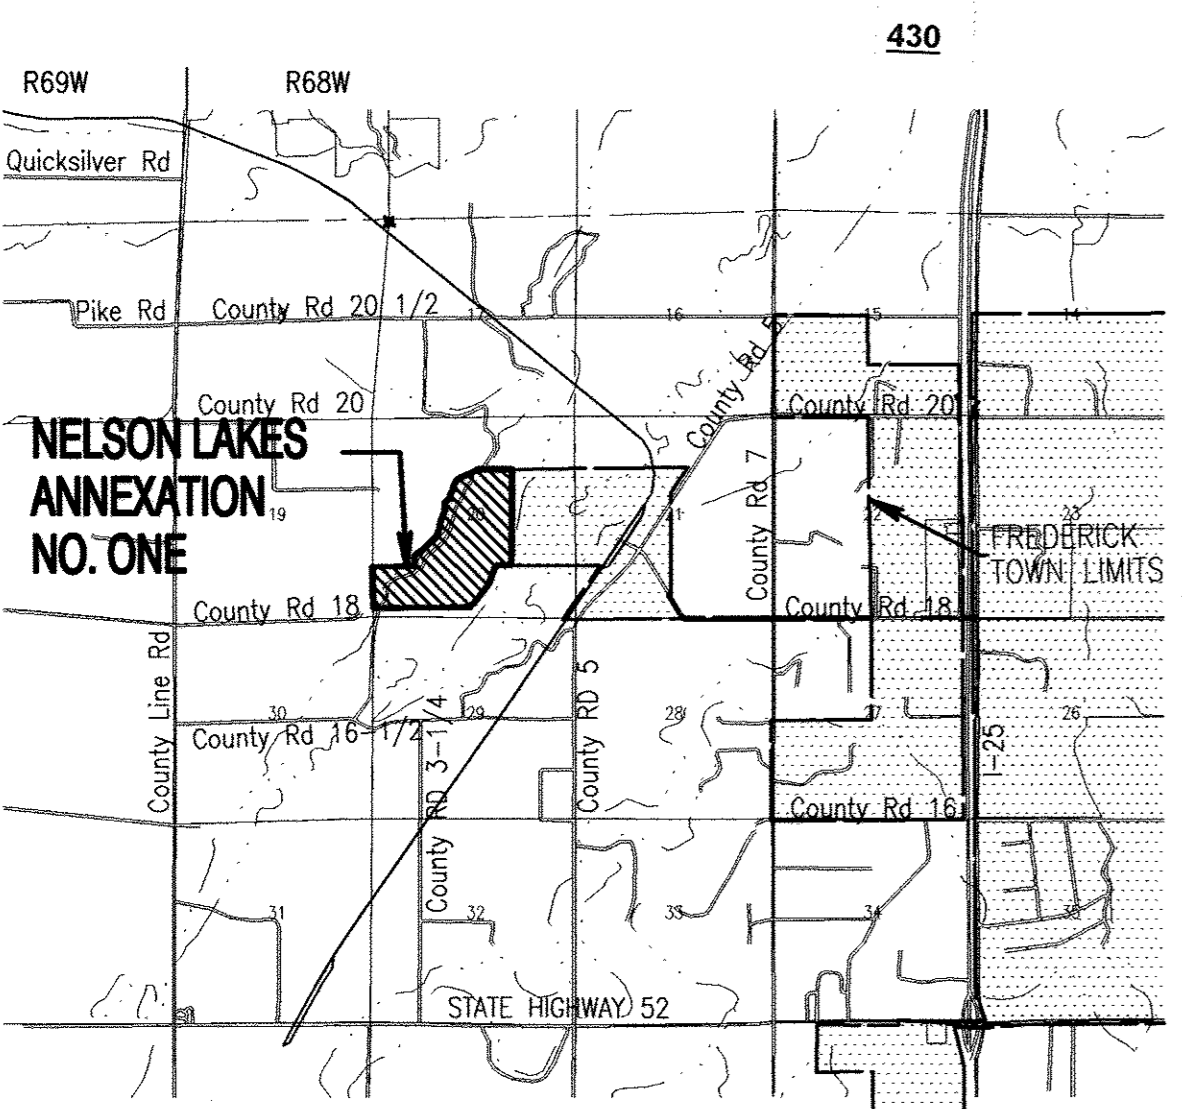 430
R69W
R68W
Quicksilver Rd
Pike Rd
County Rd 20 1/2
17
16
15
14
County Rd 5
County Rd 20
County Rd 20
NELSON LAKES
ANNEXATION
NO. ONE
19
20
21
22
23
County Rd 7
FREDERICK
TOWN LIMITS
County Rd 18
County Rd 18
County Line Rd
30
29
28
27
26
County Rd 16-1/2
County RD 3-1/4
County RD 5
I-25
County Rd 16
31
32
33
34
35
STATE HIGHWAY 52